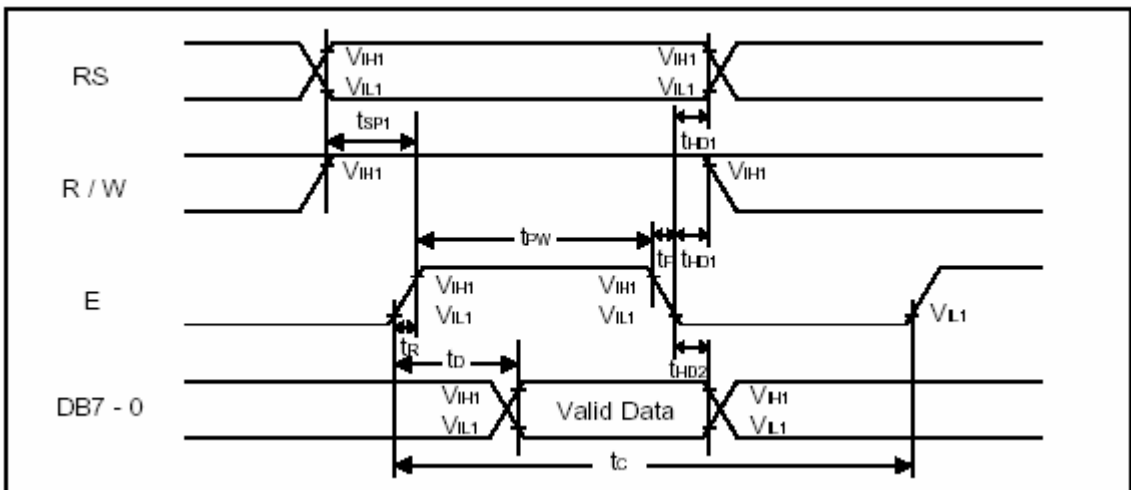 RS
VIH1
VIL1
VIH1
VIL1
tSP1
tHD1
R / W
VIH1
VIH1
tPW
tF
tHD1
E
VIH1
VIL1
VIH1
VIL1
VIL1
tR
tD
tHD2
DB7 - 0
VIH1
VIL1
Valid Data
VIH1
VIL1
tC